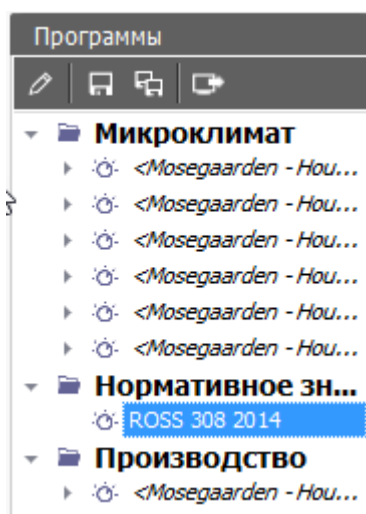 Программы
Микроклимат
<Mosegaarden - Hou...
<Mosegaarden - Hou...
<Mosegaarden - Hou...
<Mosegaarden - Hou...
<Mosegaarden - Hou...
<Mosegaarden - Hou...
Нормативное зн...
ROSS 308 2014
Производство
<Mosegaarden - Hou...